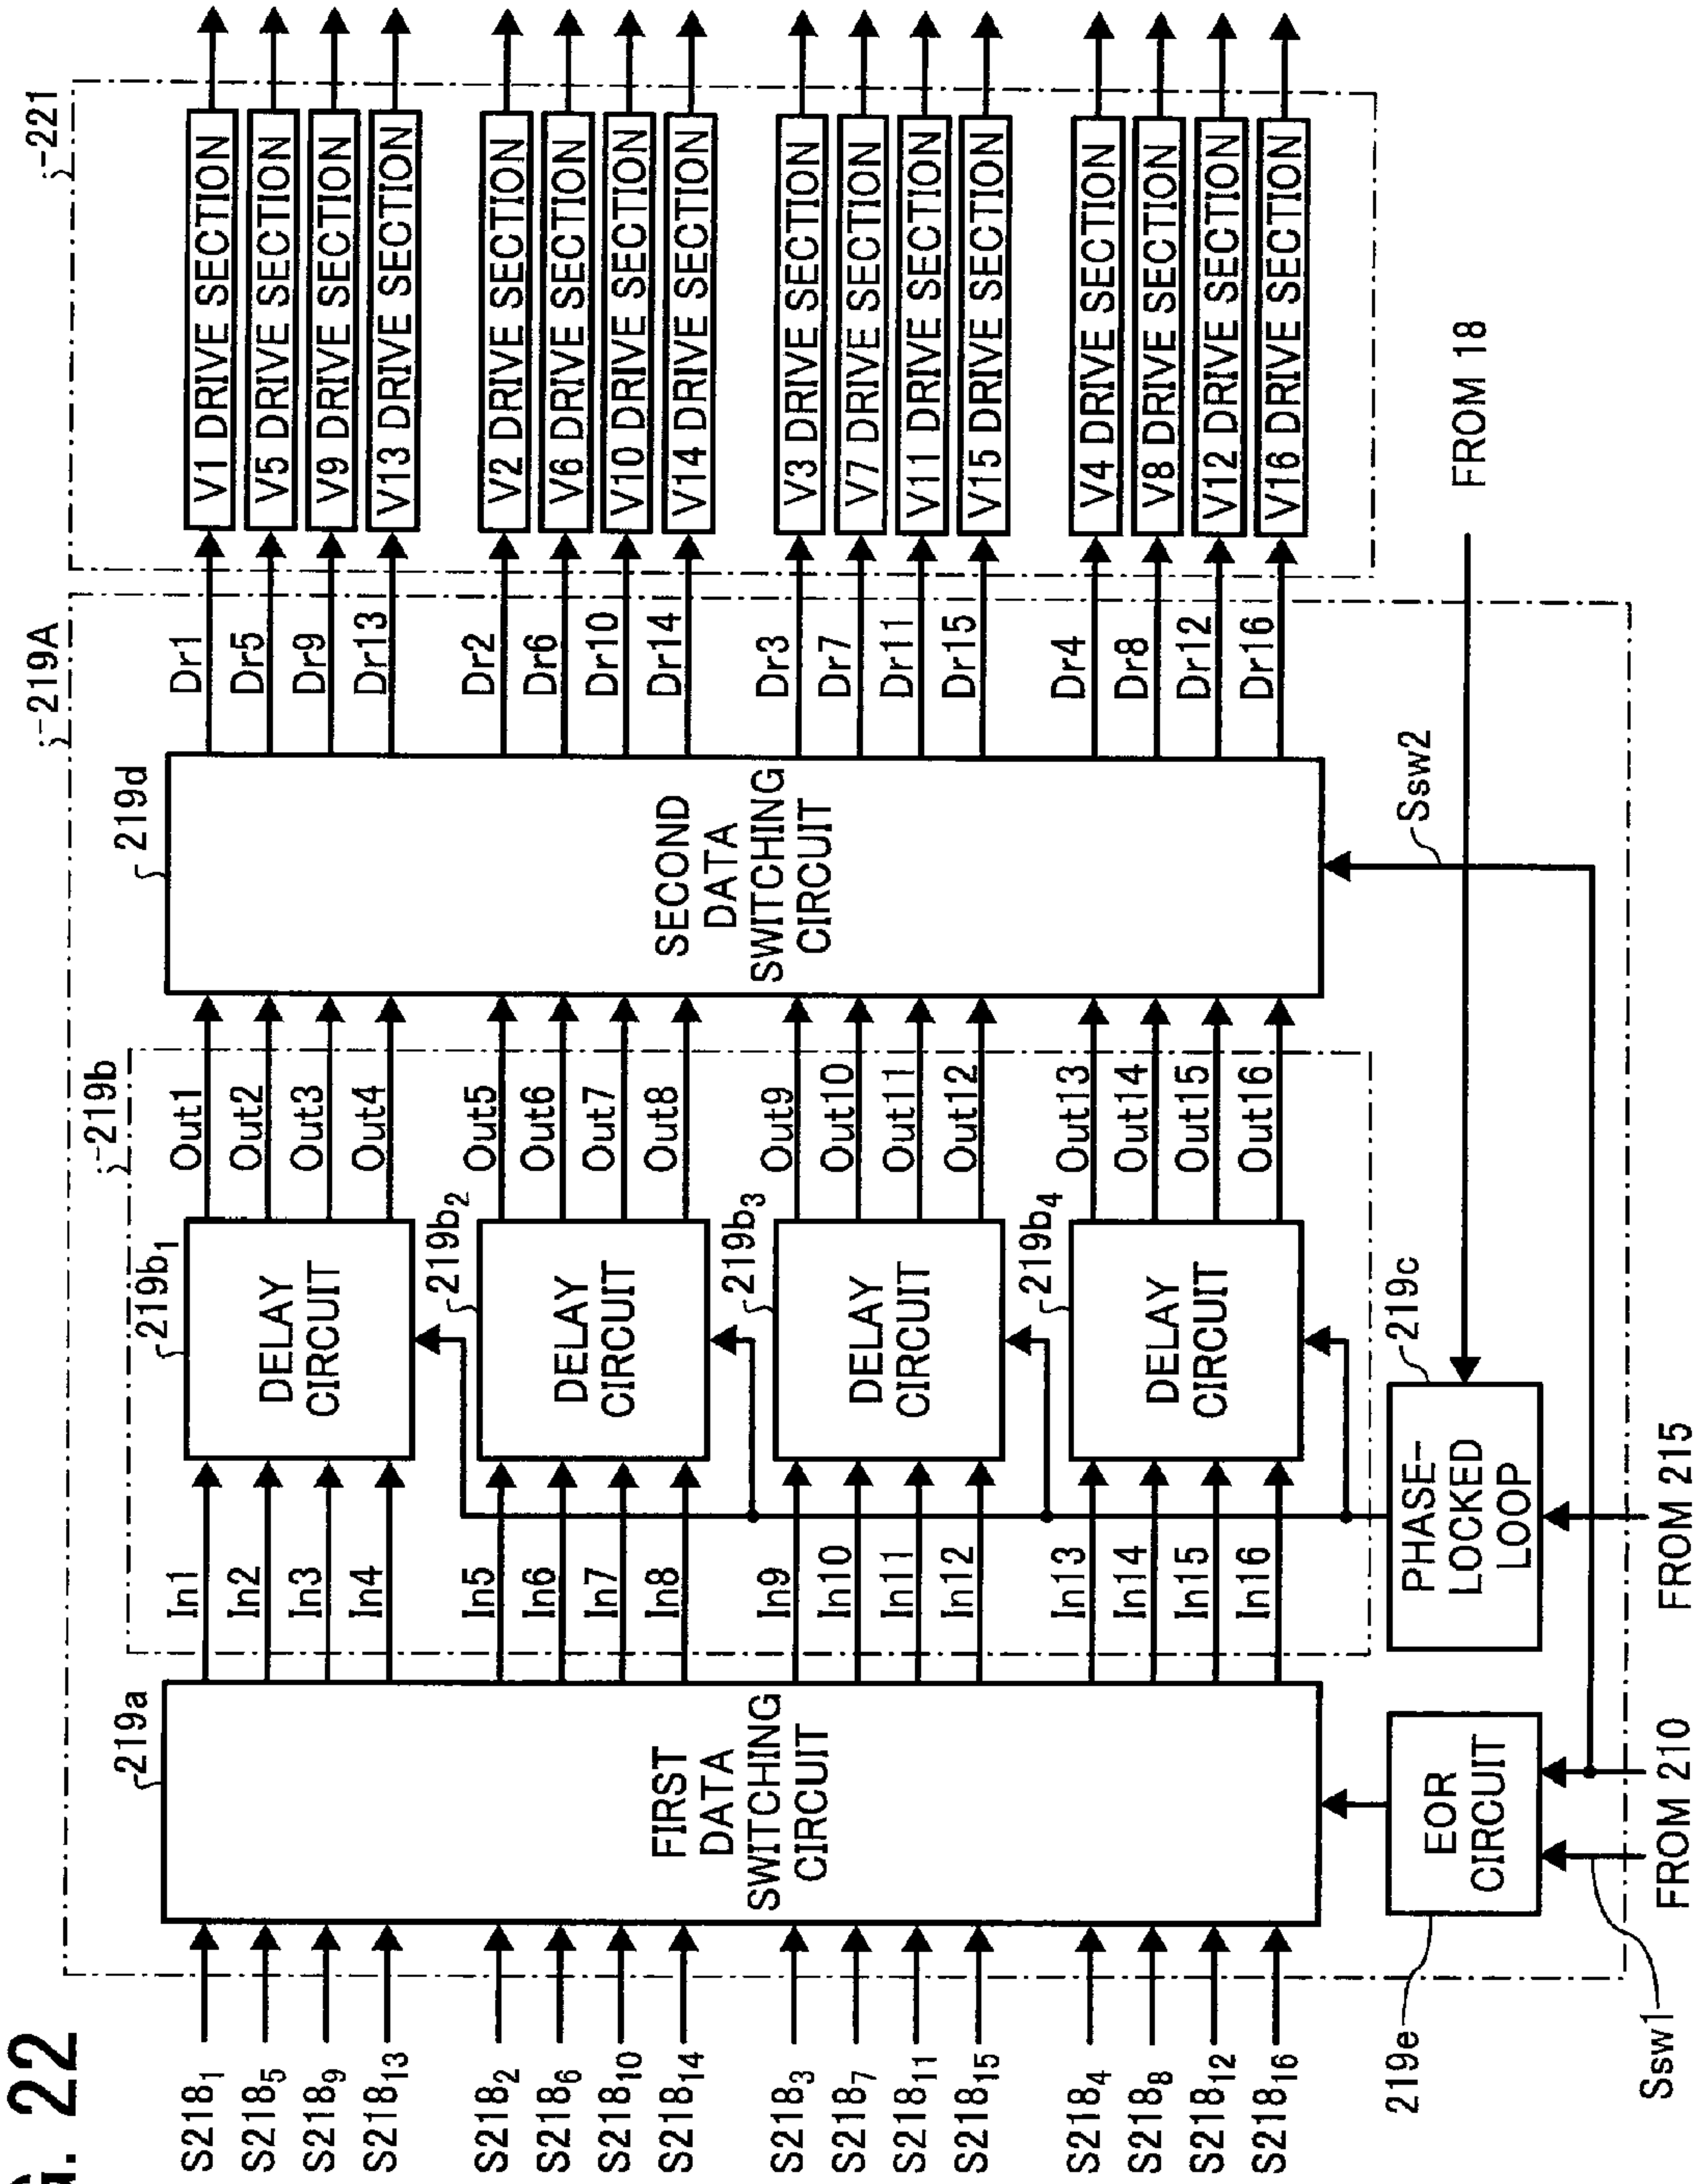 G. 22
221
219A
S218₁
S218₅
S218₉
S218₁₃
S218₂
S218₆
S218₁₀
S218₁₄
S218₃
S218₇
S218₁₁
S218₁₅
S218₄
S218₈
S218₁₂
S218₁₆
219a
FIRST
DATA
SWITCHING
CIRCUIT
219e
EOR
CIRCUIT
Ssw1
FROM 210
219b
In1
In2
In3
In4
In5
In6
In7
In8
In9
In10
In11
In12
In13
In14
In15
In16
219b₁
DELAY
CIRCUIT
219b₂
DELAY
CIRCUIT
219b₃
DELAY
CIRCUIT
219b₄
DELAY
CIRCUIT
219c
PHASE-
LOCKED
LOOP
FROM 215
Out1
Out2
Out3
Out4
Out5
Out6
Out7
Out8
Out9
Out10
Out11
Out12
Out13
Out14
Out15
Out16
219d
SECOND
DATA
SWITCHING
CIRCUIT
Ssw2
FROM 18
Dr1
Dr5
Dr9
Dr13
Dr2
Dr6
Dr10
Dr14
Dr3
Dr7
Dr11
Dr15
Dr4
Dr8
Dr12
Dr16
V1 DRIVE SECTION
V5 DRIVE SECTION
V9 DRIVE SECTION
V13 DRIVE SECTION
V2 DRIVE SECTION
V6 DRIVE SECTION
V10 DRIVE SECTION
V14 DRIVE SECTION
V3 DRIVE SECTION
V7 DRIVE SECTION
V11 DRIVE SECTION
V15 DRIVE SECTION
V4 DRIVE SECTION
V8 DRIVE SECTION
V12 DRIVE SECTION
V16 DRIVE SECTION